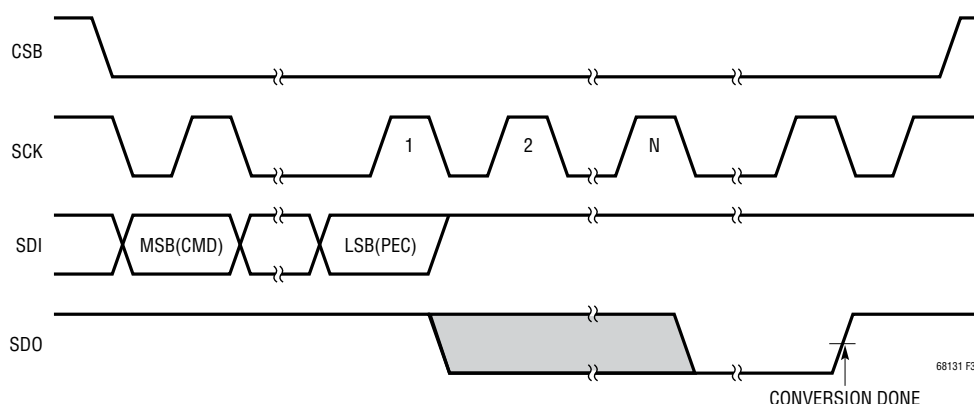 CSB
SCK
1 2 N
SDI
MSB(CMD) LSB(PEC)
SDO
68131 F3
CONVERSION DONE